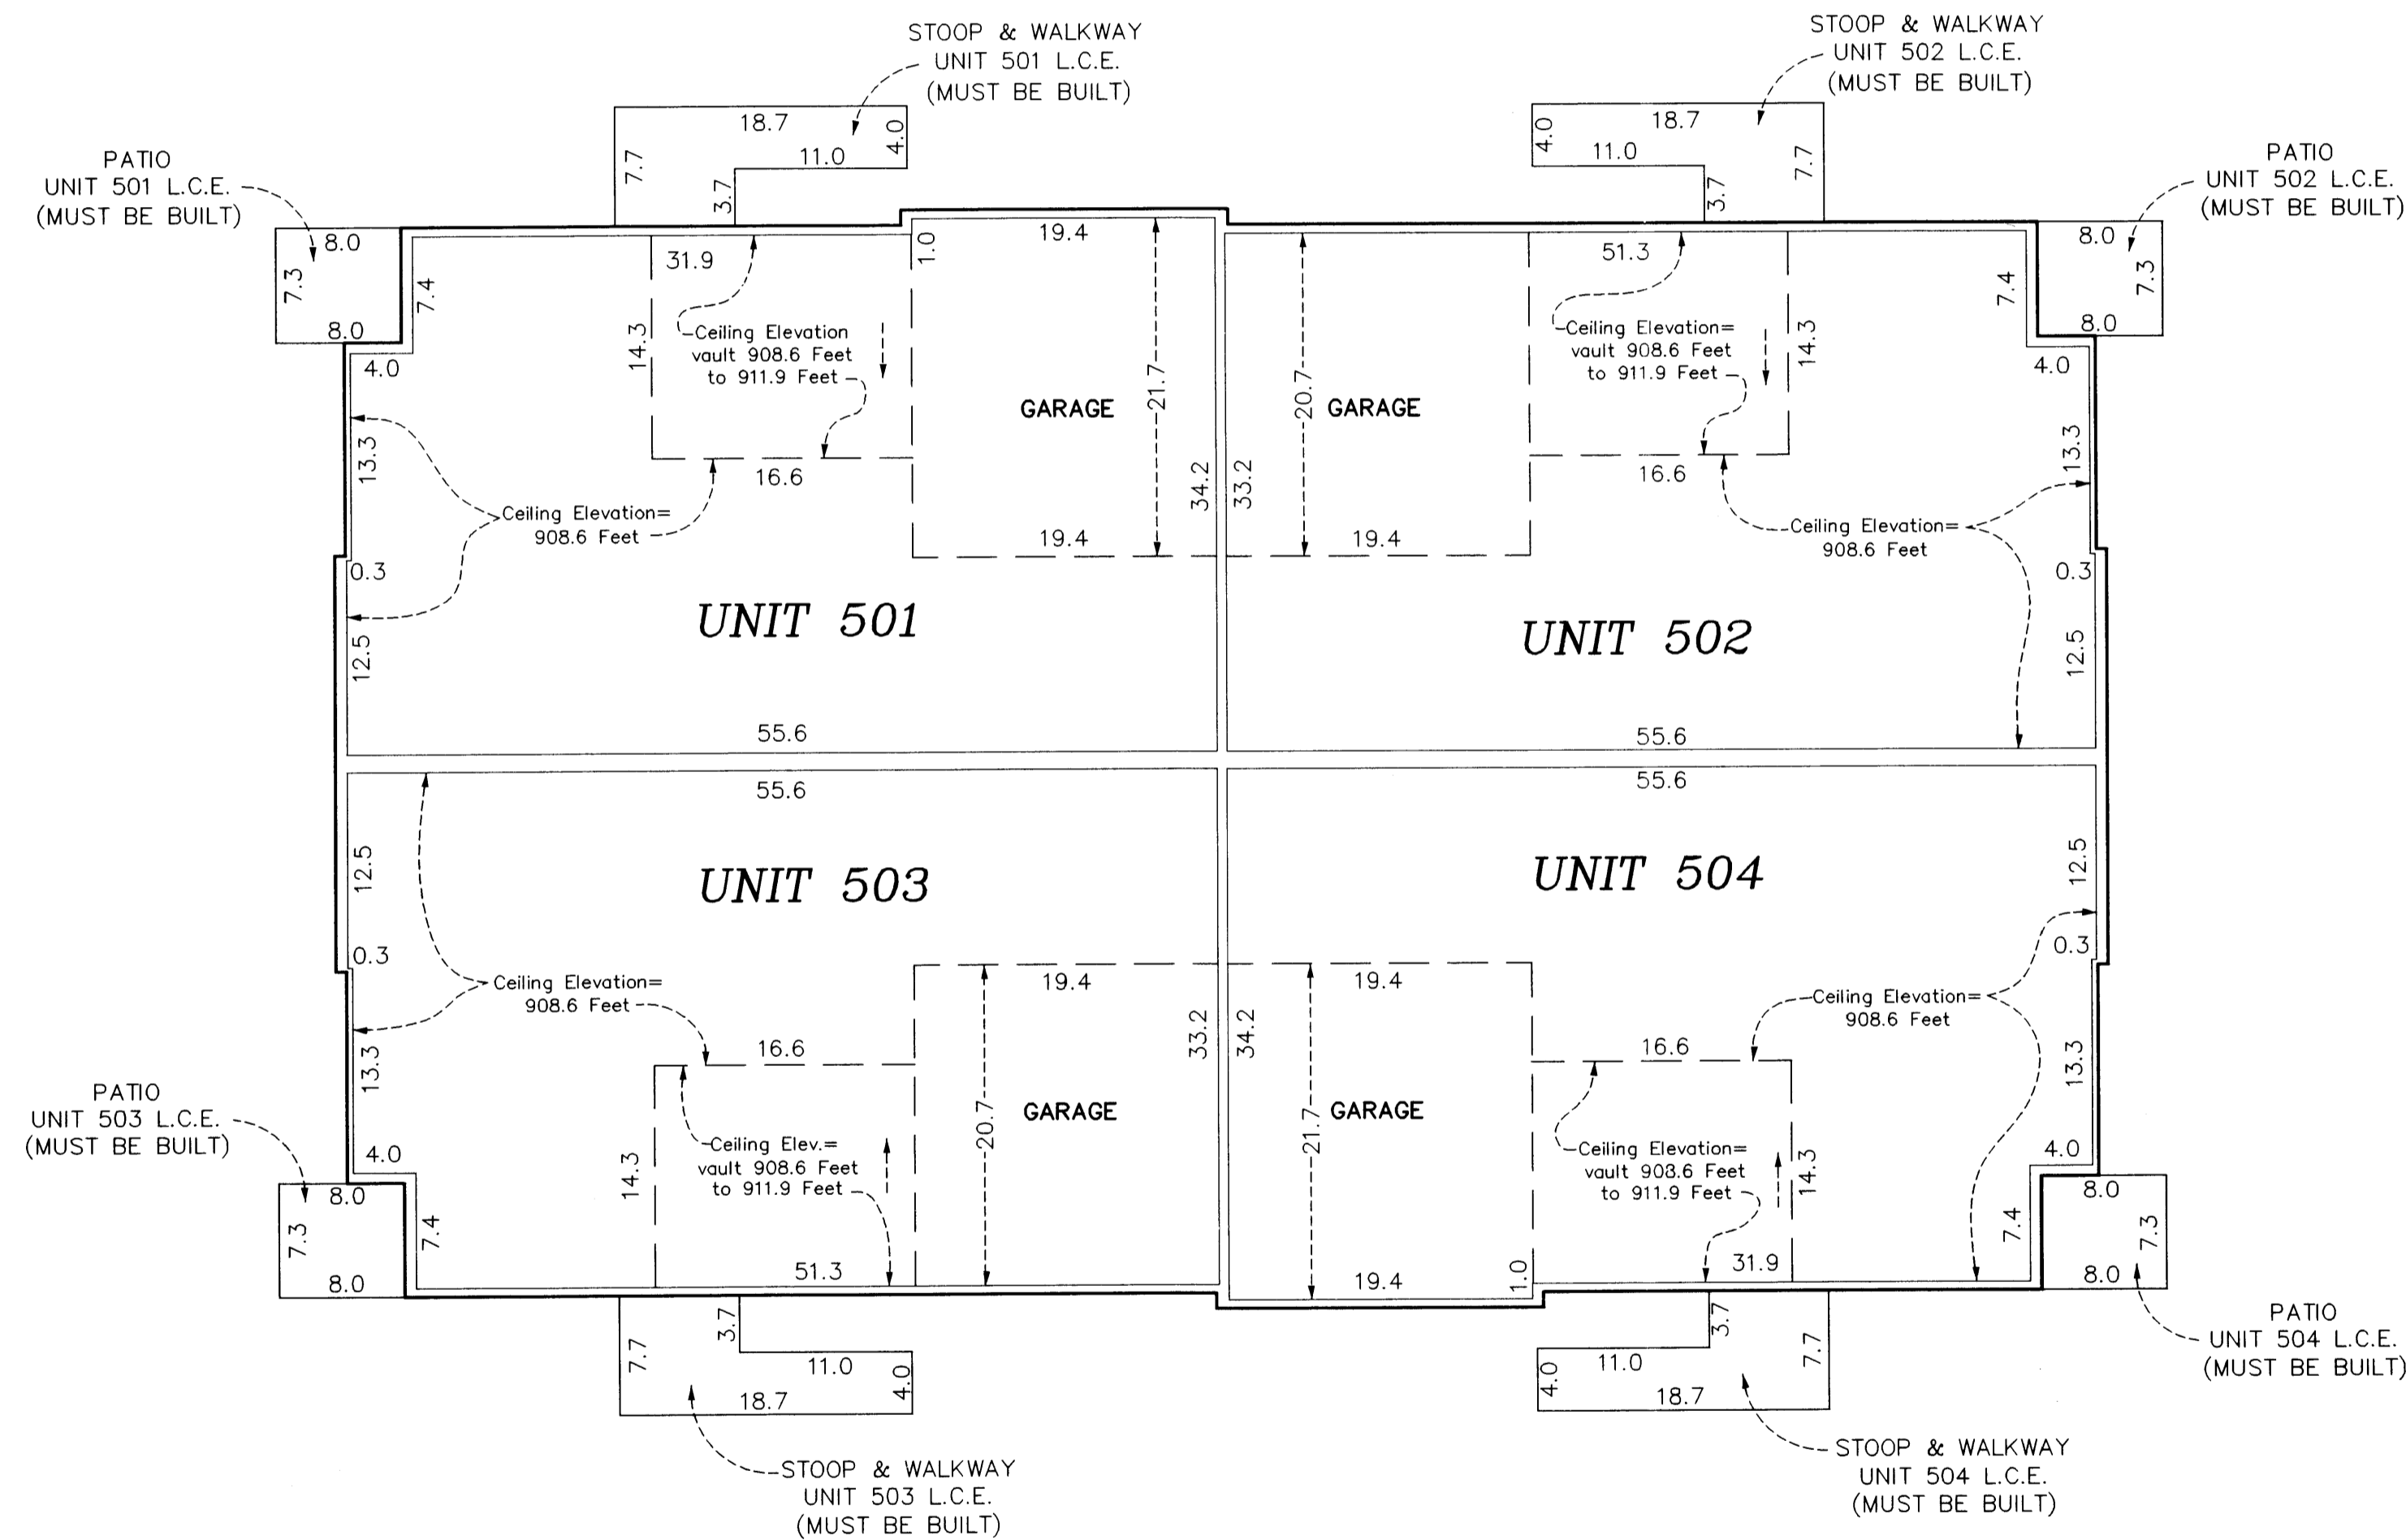 STOOP & WALKWAY
UNIT 501 L.C.E.
(MUST BE BUILT)
STOOP & WALKWAY
UNIT 502 L.C.E.
(MUST BE BUILT)
PATIO
UNIT 501 L.C.E.
(MUST BE BUILT)
PATIO
UNIT 502 L.C.E.
(MUST BE BUILT)
18.7
4.0
11.0
7.7
3.7
4.0
18.7
11.0
7.7
3.7
8.0
7.3
8.0
7.4
4.0
31.9
1.0
19.4
51.3
7.4
8.0
7.3
8.0
4.0
14.3
Ceiling Elevation
vault 908.6 Feet
to 911.9 Feet
16.6
GARAGE
21.7
20.7
GARAGE
Ceiling Elevation=
vault 908.6 Feet
to 911.9 Feet
14.3
16.6
13.3
Ceiling Elevation=
908.6 Feet
34.2
33.2
19.4
19.4
13.3
Ceiling Elevation=
908.6 Feet
0.3
0.3
UNIT 501
UNIT 502
12.5
12.5
55.6
55.6
55.6
55.6
12.5
12.5
UNIT 503
UNIT 504
0.3
0.3
Ceiling Elevation=
908.6 Feet
19.4
19.4
Ceiling Elevation=
908.6 Feet
33.2
34.2
13.3
16.6
16.6
13.3
GARAGE
20.7
21.7
GARAGE
14.3
Ceiling Elev.=
vault 908.6 Feet
to 911.9 Feet
Ceiling Elevation=
vault 908.6 Feet
to 911.9 Feet
14.3
4.0
4.0
7.4
7.4
51.3
19.4
1.0
31.9
PATIO
UNIT 503 L.C.E.
(MUST BE BUILT)
8.0
7.3
8.0
8.0
7.3
8.0
PATIO
UNIT 504 L.C.E.
(MUST BE BUILT)
7.7
3.7
11.0
4.0
18.7
3.7
7.7
11.0
4.0
18.7
STOOP & WALKWAY
UNIT 503 L.C.E.
(MUST BE BUILT)
STOOP & WALKWAY
UNIT 504 L.C.E.
(MUST BE BUILT)